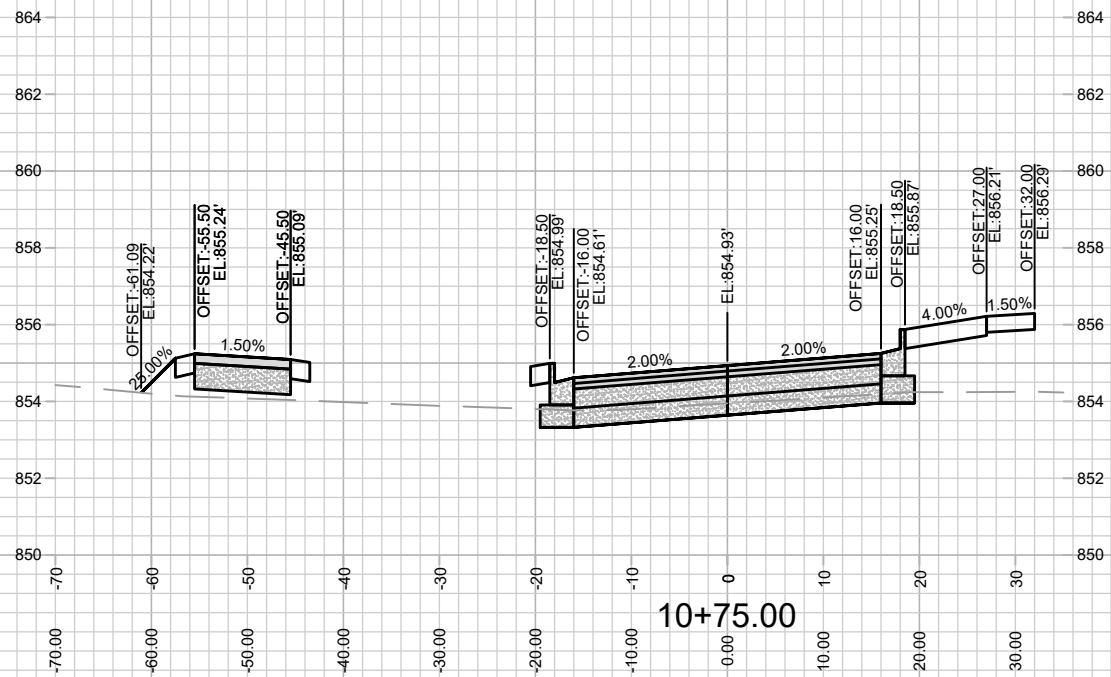 864
864
862
862
860
860
858
858
856
856
854
854
852
852
850
850
OFFSET:-61.09
EL:854.22'
25.00%
OFFSET:-55.50
EL:855.24'
1.50%
OFFSET:-45.50
EL:855.09'
OFFSET:-18.50
EL:854.99'
OFFSET:-16.00
EL:854.61'
2.00%
EL:854.93'
2.00%
OFFSET:16.00
EL:855.25'
OFFSET:18.50
EL:855.87'
4.00%
OFFSET:27.00
EL:856.21'
1.50%
OFFSET:32.00
EL:856.29'
-70
-60
-50
-40
-30
-20
-10
0
10
20
30
10+75.00
-70.00
-60.00
-50.00
-40.00
-30.00
-20.00
-10.00
0.00
10.00
20.00
30.00